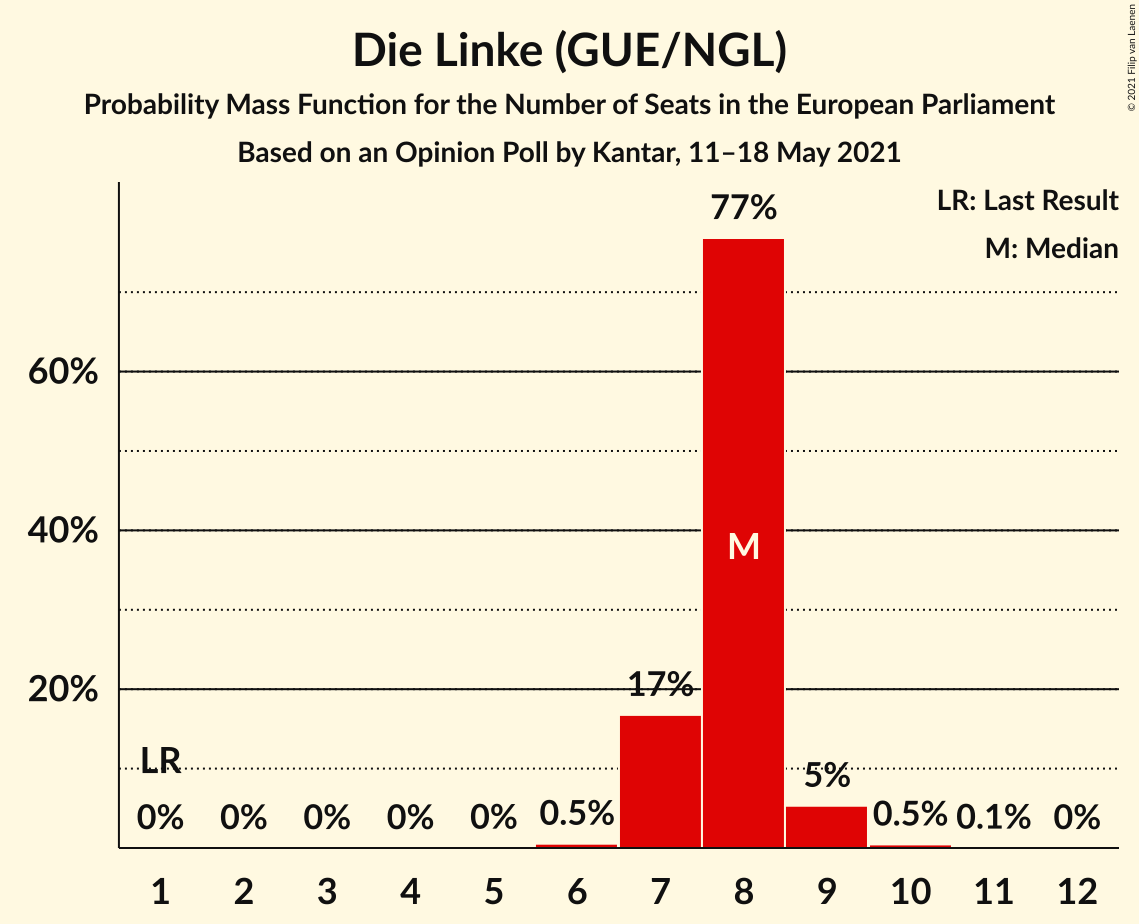 Die Linke (GUE/NGL)
Probability Mass Function for the Number of Seats in the European Parliament
Based on an Opinion Poll by Kantar, 11–18 May 2021
© 2021 Filip van Laenen
LR: Last Result
M: Median
77%
60%
40%
M
20%
17%
LR
5%
0% 0% 0% 0% 0% 0.5% 0.5% 0.1% 0%
1 2 3 4 5 6 7 8 9 10 11 12